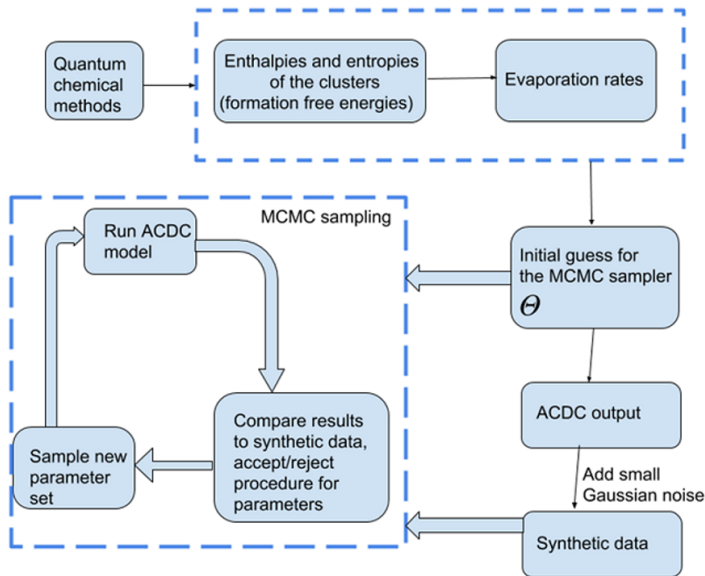 Quantum
chemical
methods
Enthalpies and entropies
of the clusters
(formation free energies)
Evaporation rates
MCMC sampling
Run ACDC
model
Initial guess for
the MCMC sampler
Θ
Compare results
to synthetic data,
accept/reject
procedure for
parameters
Sample new
parameter
set
ACDC output
Add small
Gaussian noise
Synthetic data